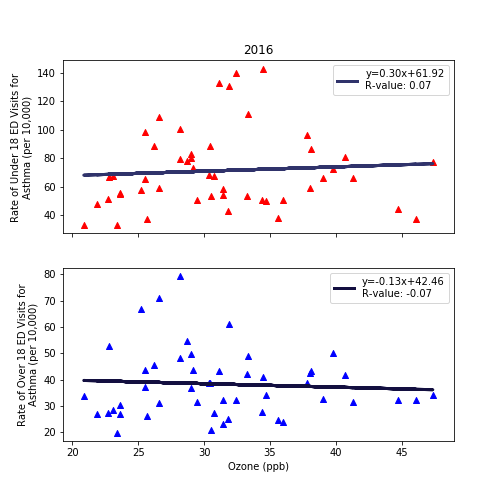 2016
y=0.30x+61.92
R-value: 0.07
Rate of Under 18 ED Visits for
Asthma (per 10,000)
140
120
100
80
60
40
y=-0.13x+42.46
R-value: -0.07
Rate of Over 18 ED Visits for
Asthma (per 10,000)
80
70
60
50
40
30
20
20
25
30
35
40
45
Ozone (ppb)